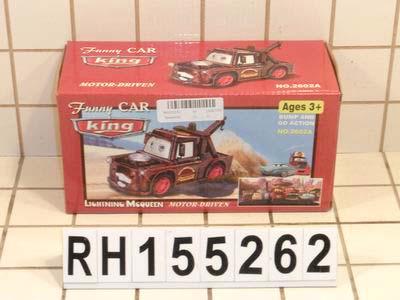 Funny CAR
king
MOTOR-DRIVEN
NO.2602A
Funny CAR
king
Ages 3+
BUMP AND
GO ACTION
NO.2602A
LIGHTNING MCQUEEN MOTOR-DRIVEN
RH155262